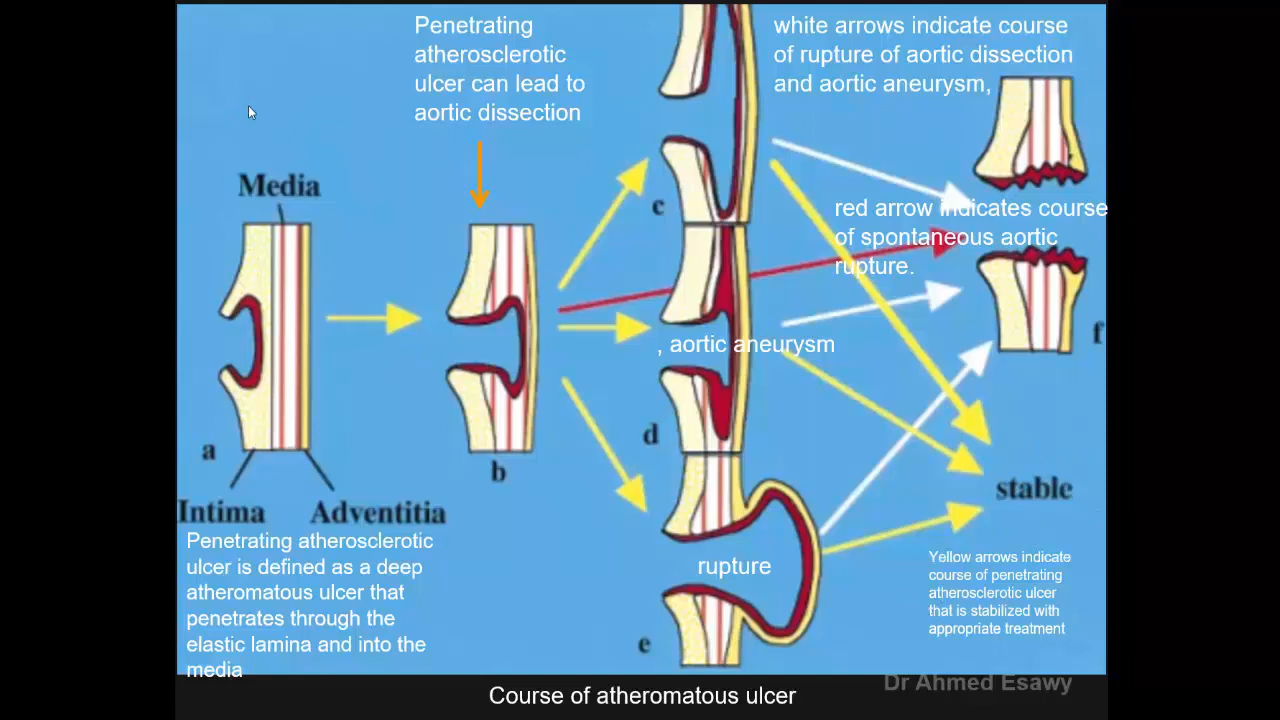 Penetrating
atherosclerotic
ulcer can lead to
aortic dissection
white arrows indicate course
of rupture of aortic dissection
and aortic aneurysm,
Media
c
red arrow indicates course
of spontaneous aortic
rupture.
f
, aortic aneurysm
a
b
d
stable
Intima
Adventitia
Penetrating atherosclerotic
ulcer is defined as a deep
atheromatous ulcer that
penetrates through the
elastic lamina and into the
media
rupture
e
Yellow arrows indicate
course of penetrating
atherosclerotic ulcer
that is stabilized with
appropriate treatment
Dr Ahmed Esawy
Course of atheromatous ulcer